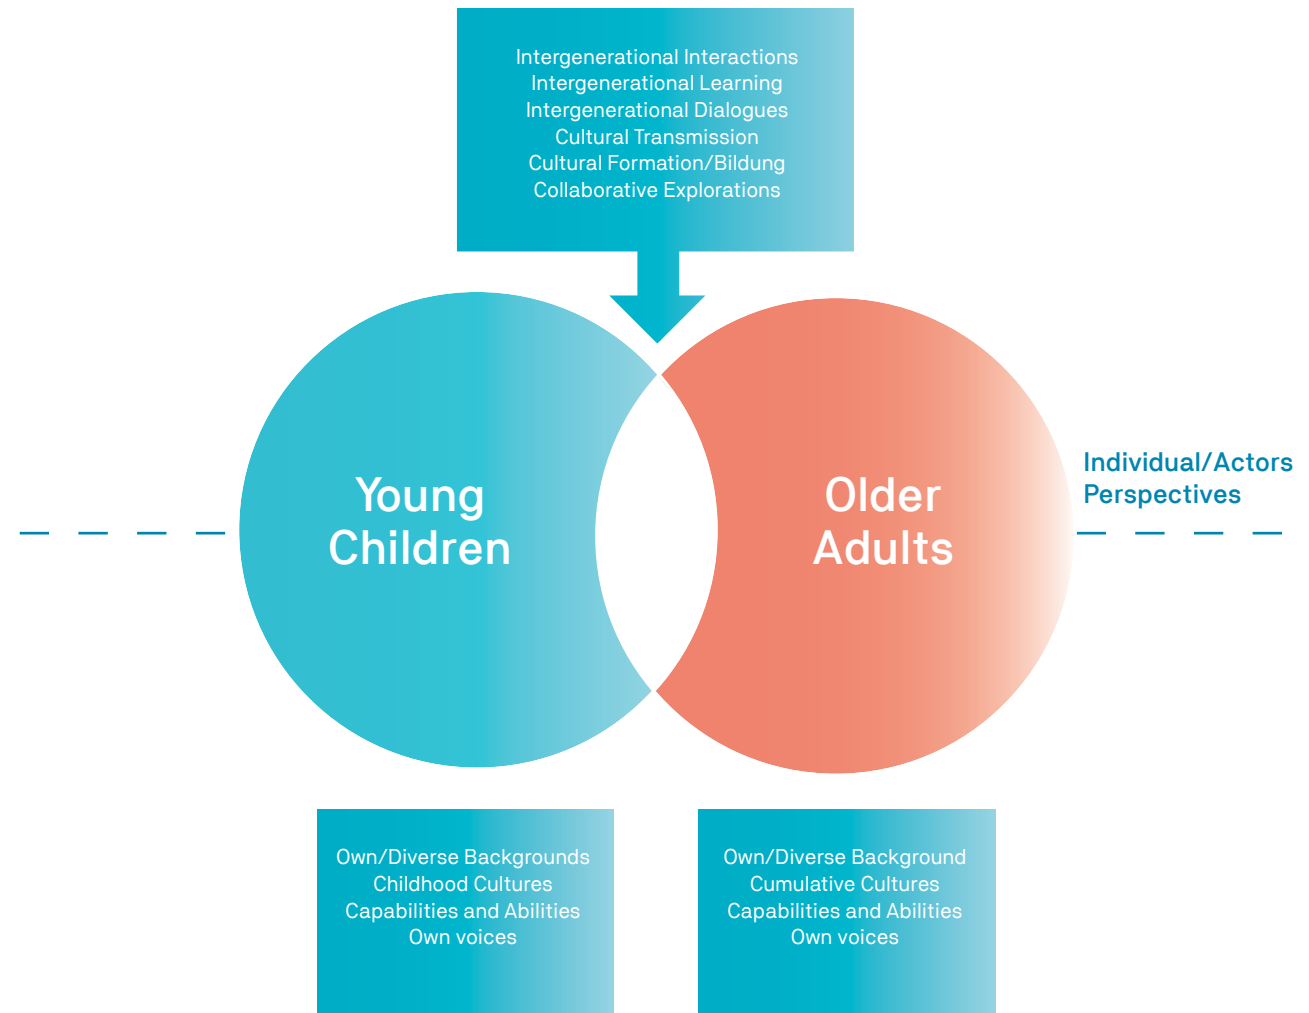 Intergenerational Interactions
Intergenerational Learning
Intergenerational Dialogues
Cultural Transmission
Cultural Formation/Bildung
Collaborative Explorations
Young
Children
Older
Adults
Individual/Actors
Perspectives
Own/Diverse Backgrounds
Childhood Cultures
Capabilities and Abilities
Own voices
Own/Diverse Background
Cumulative Cultures
Capabilities and Abilities
Own voices